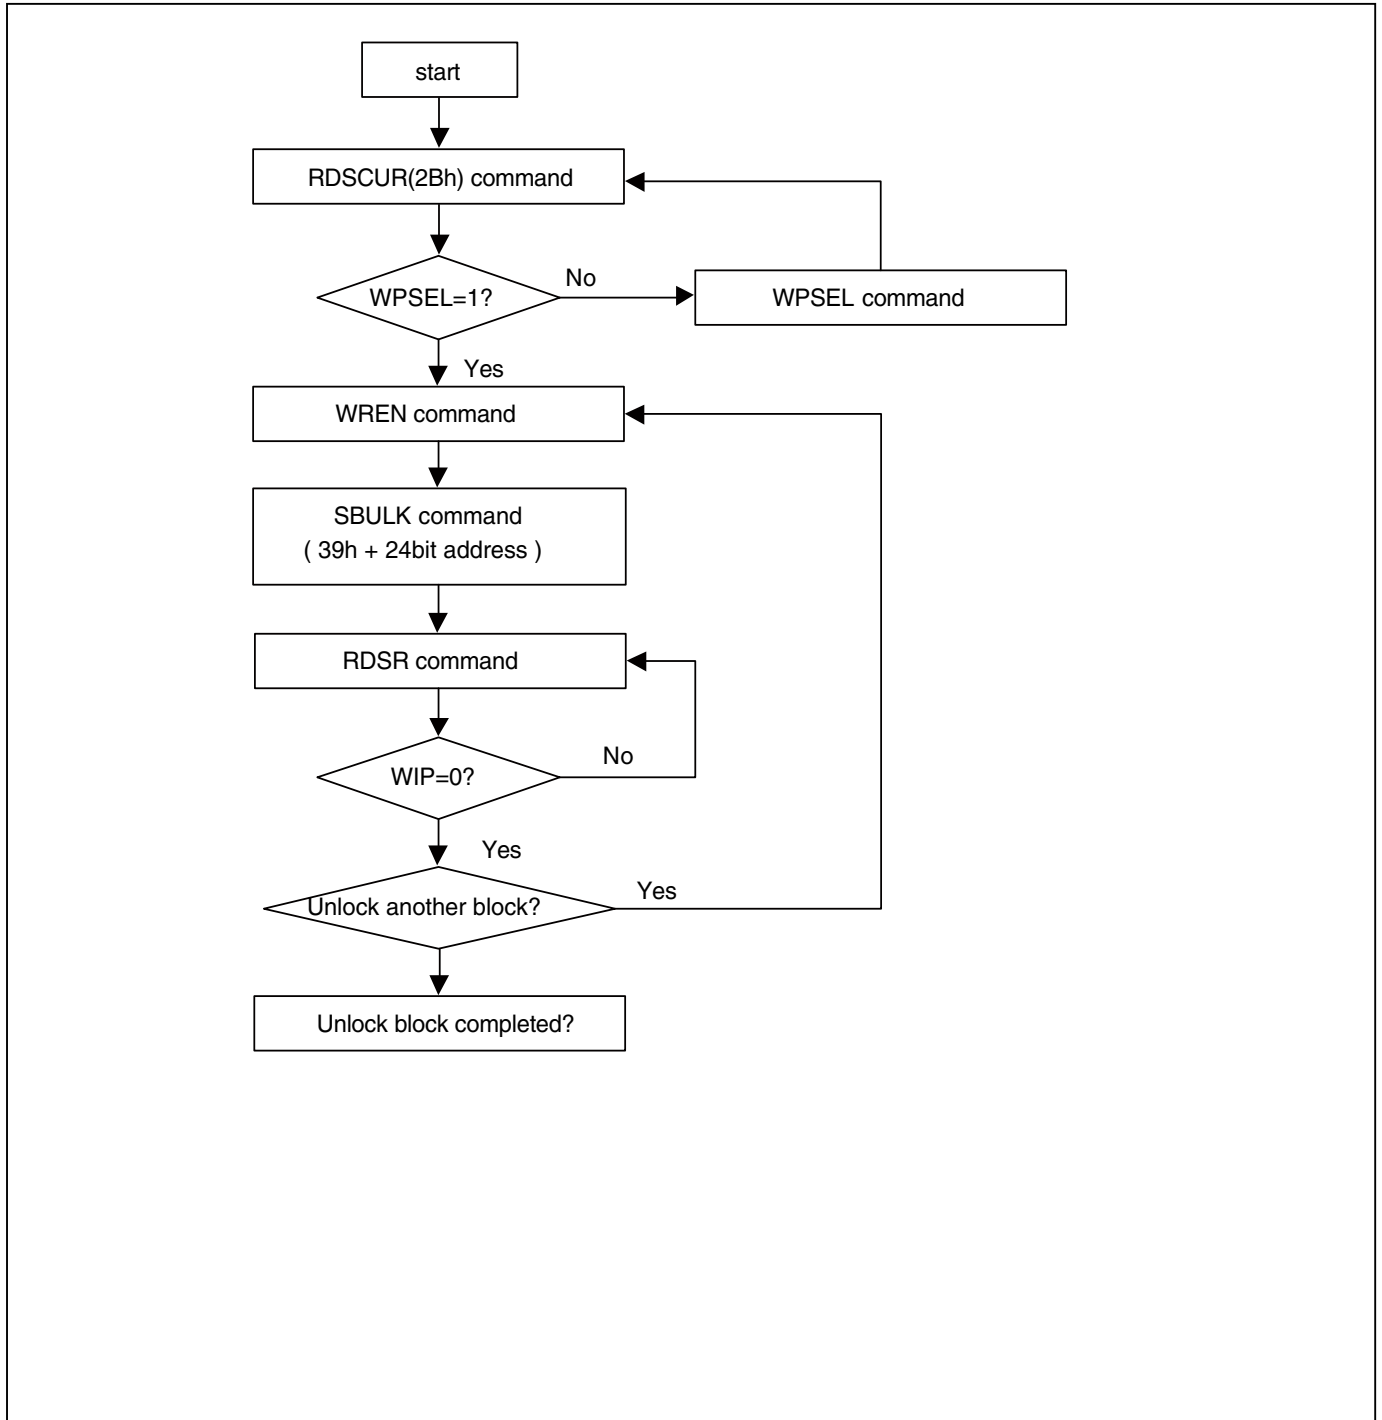 start
RDSCUR(2Bh) command
WPSEL=1?
No
WPSEL command
Yes
WREN command
SBULK command
( 39h + 24bit address )
RDSR command
WIP=0?
No
Yes
Unlock another block?
Yes
Unlock block completed?